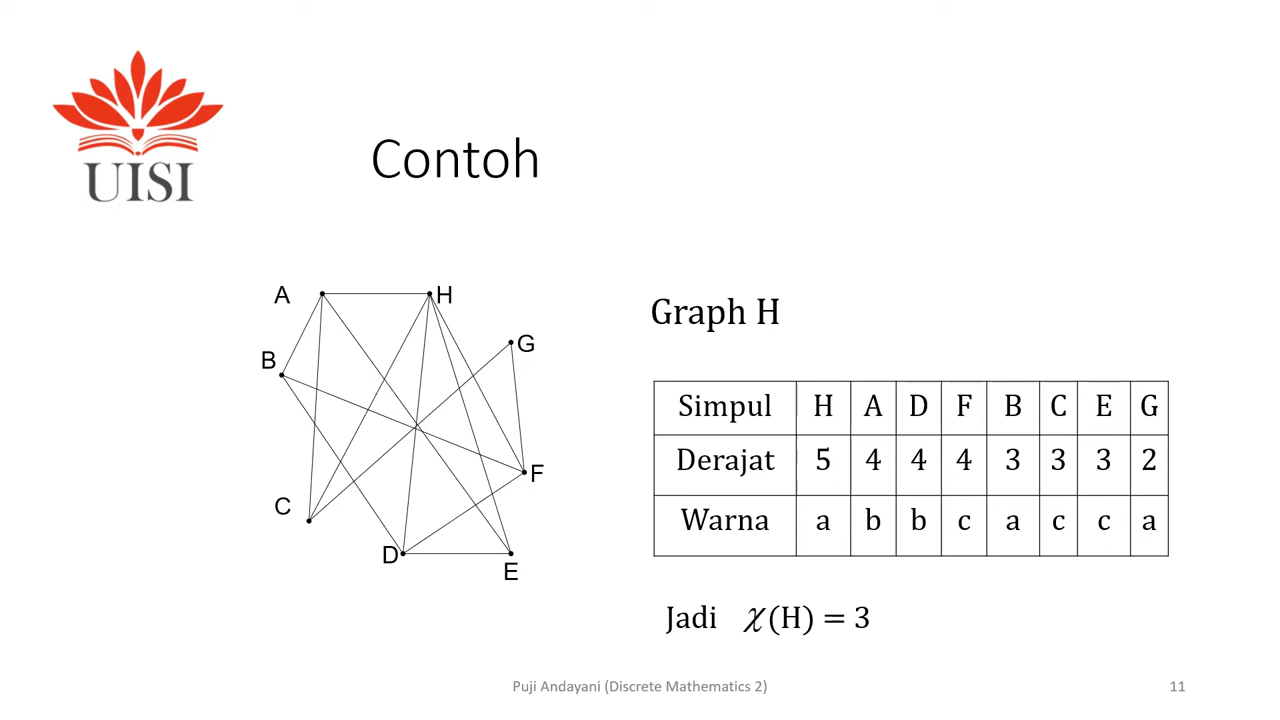 UISI
Contoh
A
H
G
B
F
C
D
E
Graph H
Simpul H A D F B C E G
Derajat 5 4 4 4 3 3 3 2
Warna a b b c a c c a
Jadi χ(H) = 3
Puji Andayani (Discrete Mathematics 2)
11